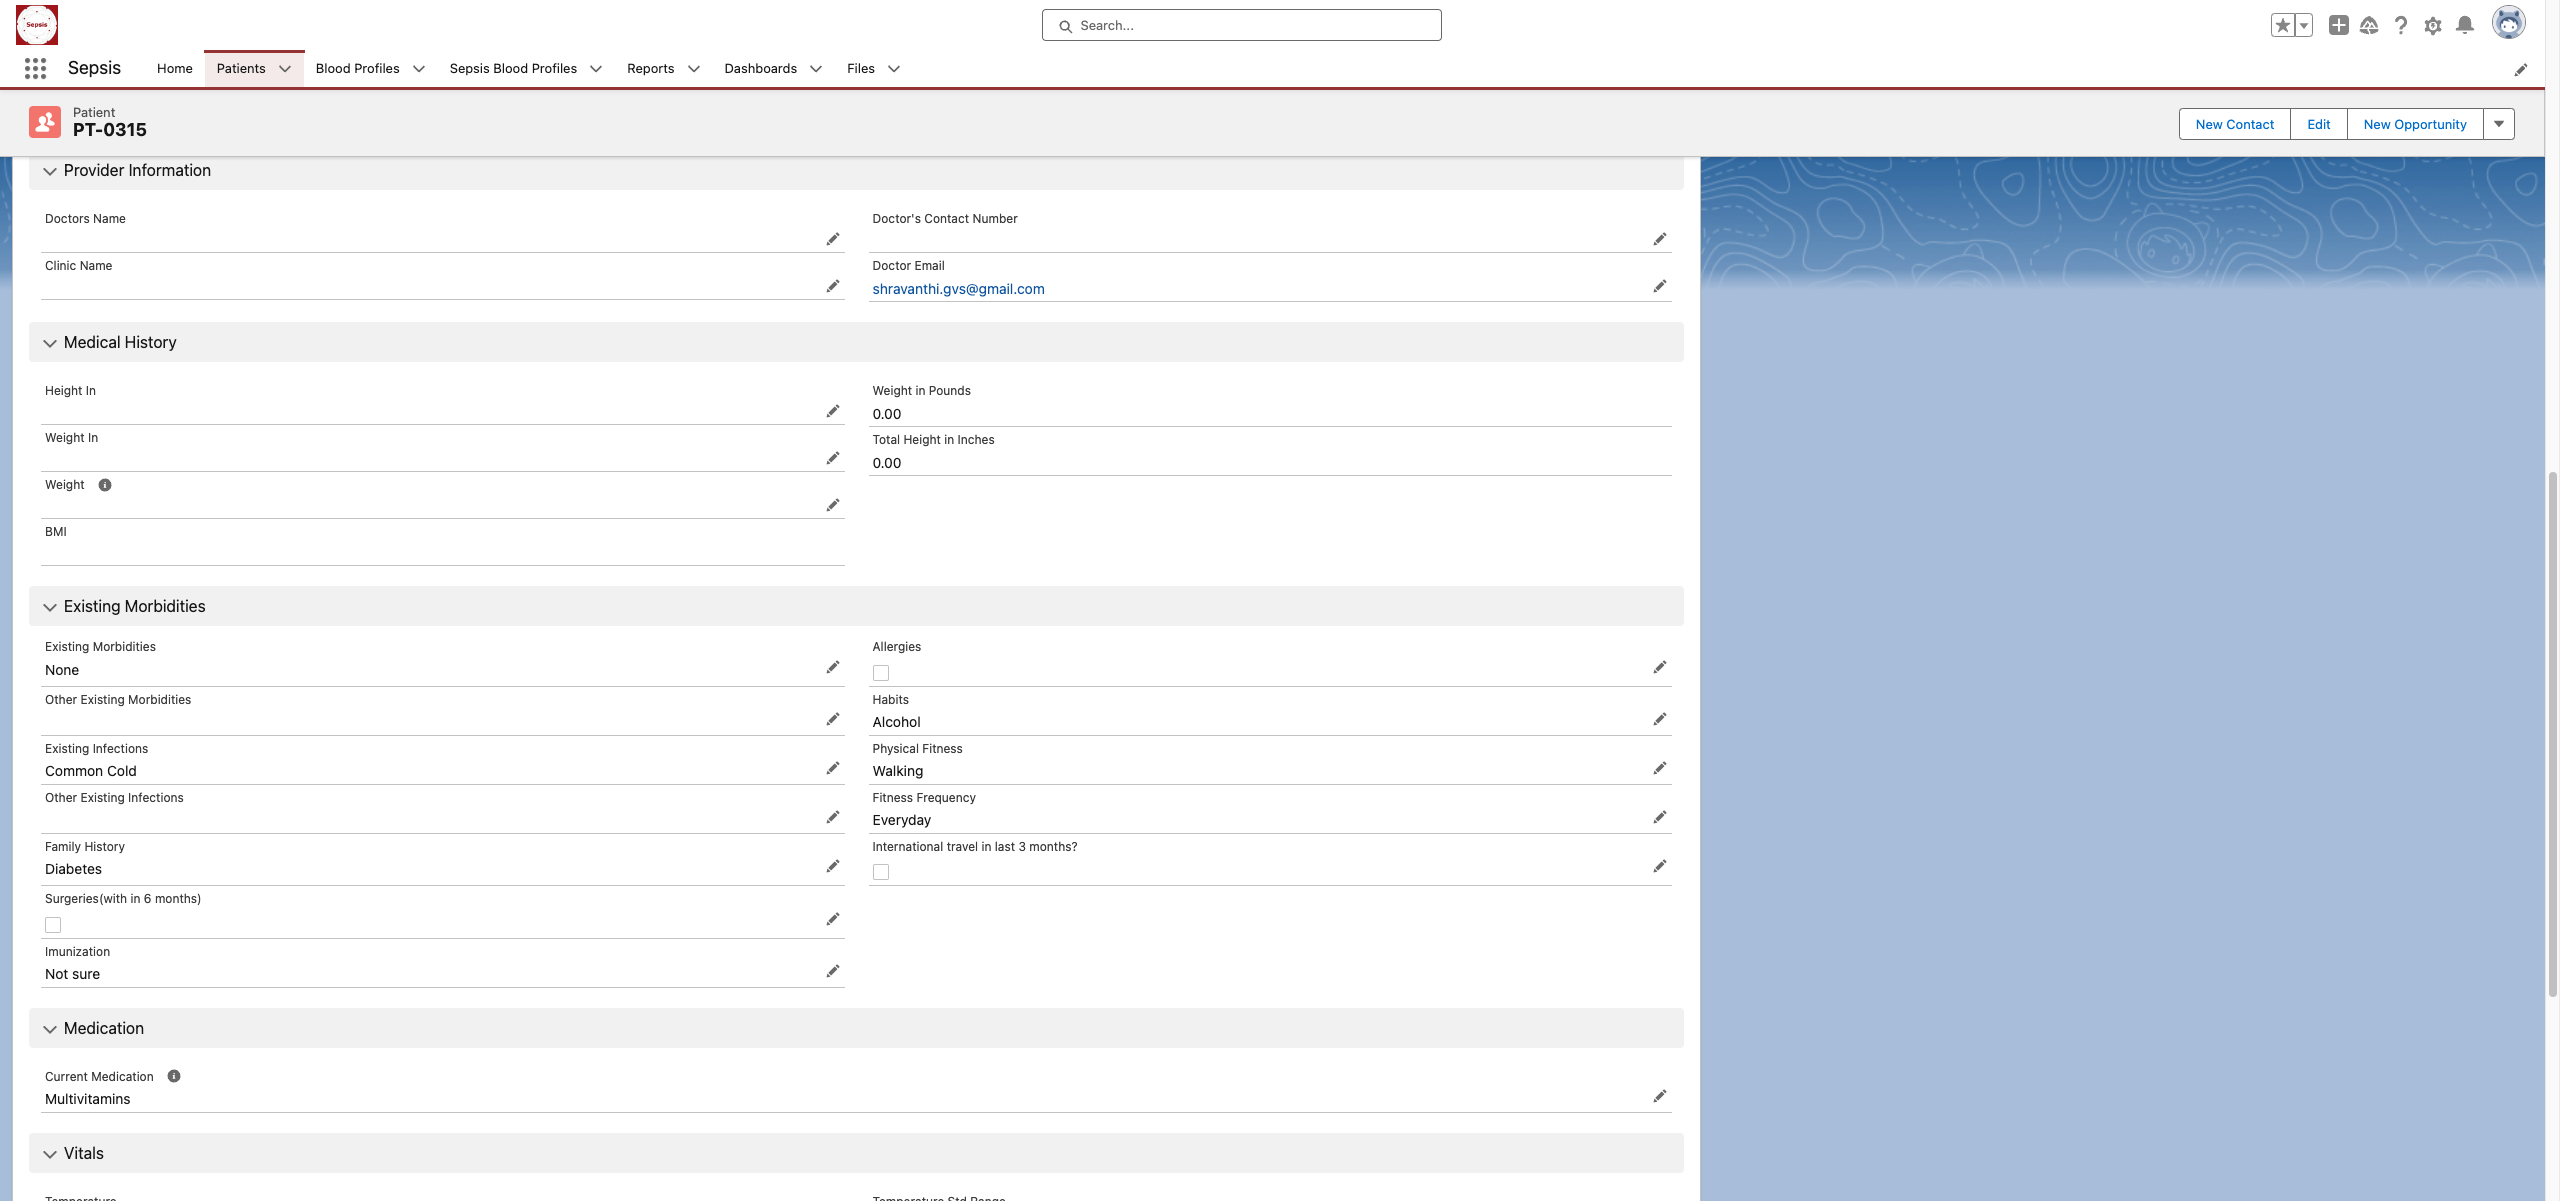 Sepsis
Search...
Sepsis
Home
Patients
Blood Profiles
Sepsis Blood Profiles
Reports
Dashboards
Files
Patient
PT-0315
New Contact
Edit
New Opportunity
Provider Information
Doctors Name
Doctor's Contact Number
Clinic Name
Doctor Email
shravanthi.gvs@gmail.com
Medical History
Height In
Weight in Pounds
0.00
Weight In
Total Height in Inches
0.00
Weight
BMI
Existing Morbidities
Existing Morbidities
None
Allergies
Other Existing Morbidities
Habits
Alcohol
Existing Infections
Common Cold
Physical Fitness
Walking
Other Existing Infections
Fitness Frequency
Everyday
Family History
Diabetes
International travel in last 3 months?
Surgeries(with in 6 months)
Imunization
Not sure
Medication
Current Medication
Multivitamins
Vitals
Temperature
Temperature Std Range